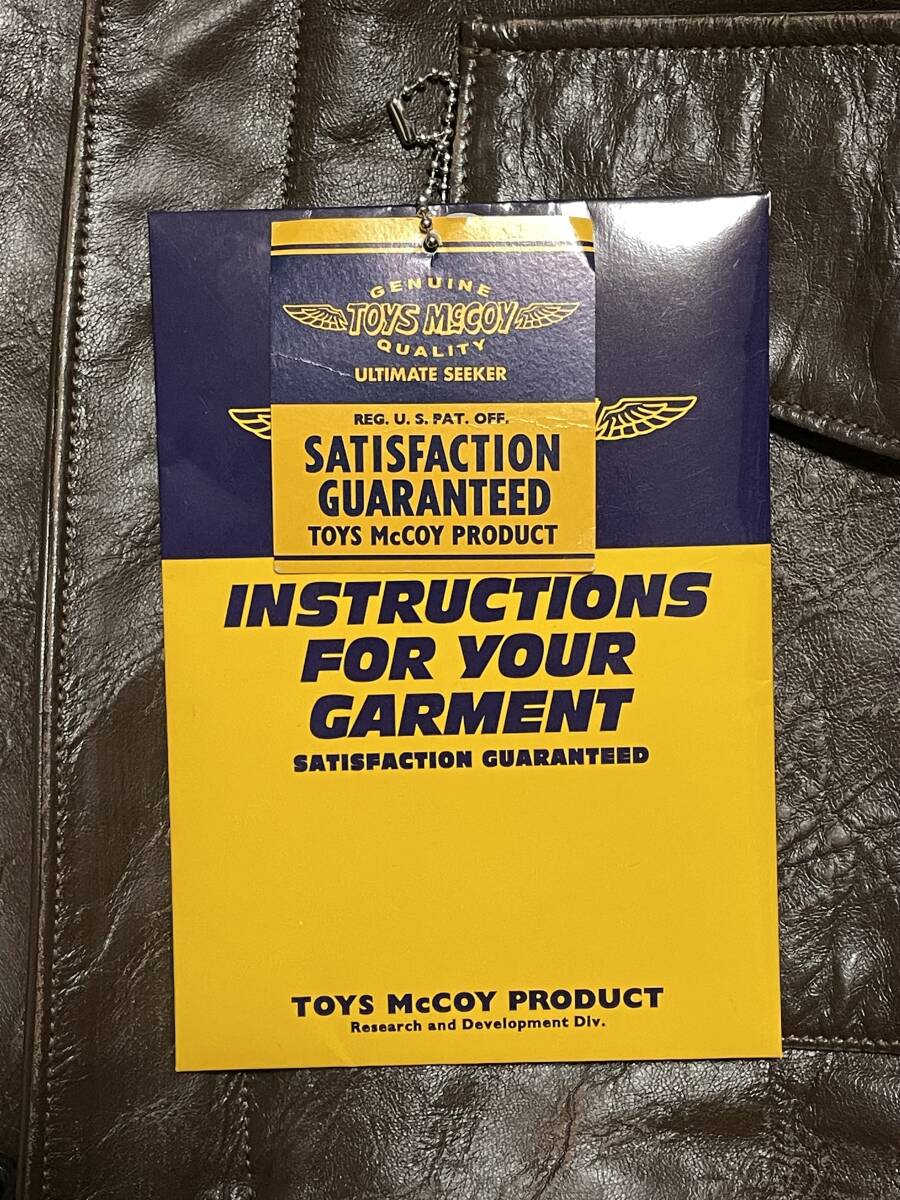 GENUINE
TOYS McCOY
QUALITY
ULTIMATE SEEKER
REG. U. S. PAT. OFF.
SATISFACTION
GUARANTEED
TOYS McCOY PRODUCT
INSTRUCTIONS
FOR YOUR
GARMENT
SATISFACTION GUARANTEED
TOYS McCOY PRODUCT
Research and Development Div.